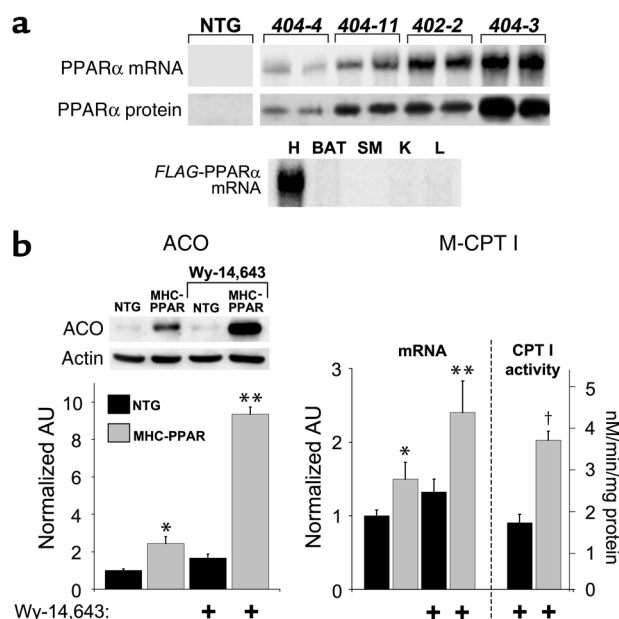 a
NTG 404-4 404-11 402-2 404-3
PPARα mRNA
PPARα protein
H BAT SM K L
FLAG-PPARα
mRNA
b
ACO
Wy-14,643
NTG MHC-PPAR NTG MHC-PPAR
ACO
Actin
Normalized AU
10
8
6
4
2
0
NTG
MHC-PPAR
*
**
Wy-14,643: + +
M-CPT I
mRNA
CPT I
activity
Normalized AU
3
2
1
0
*
**
†
5
4
3
2
1
0
nM/min/mg protein
+ + + +